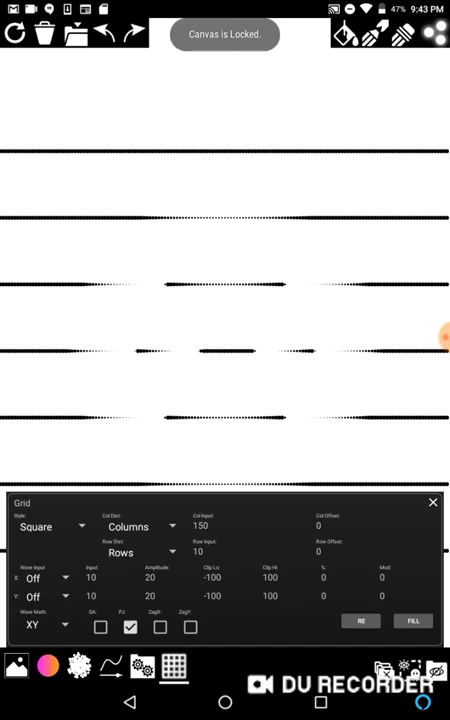 47% 9:43 PM
Canvas is Locked.
Grid
Style: Col Dist: Col Input: Col Offset:
Square Columns 150 0
Row Dist: Row Input: Row Offset:
Rows 10 0
Wave Input Input: Amplitude: Clip Lo: Clip Hi: %: Mod:
X: Off 10 20 -100 100 0 0
Y: Off 10 20 -100 100 0 0
Wave Math: GA: PJ: ZagX: ZagY:
XY RE FILL
DU RECORDER